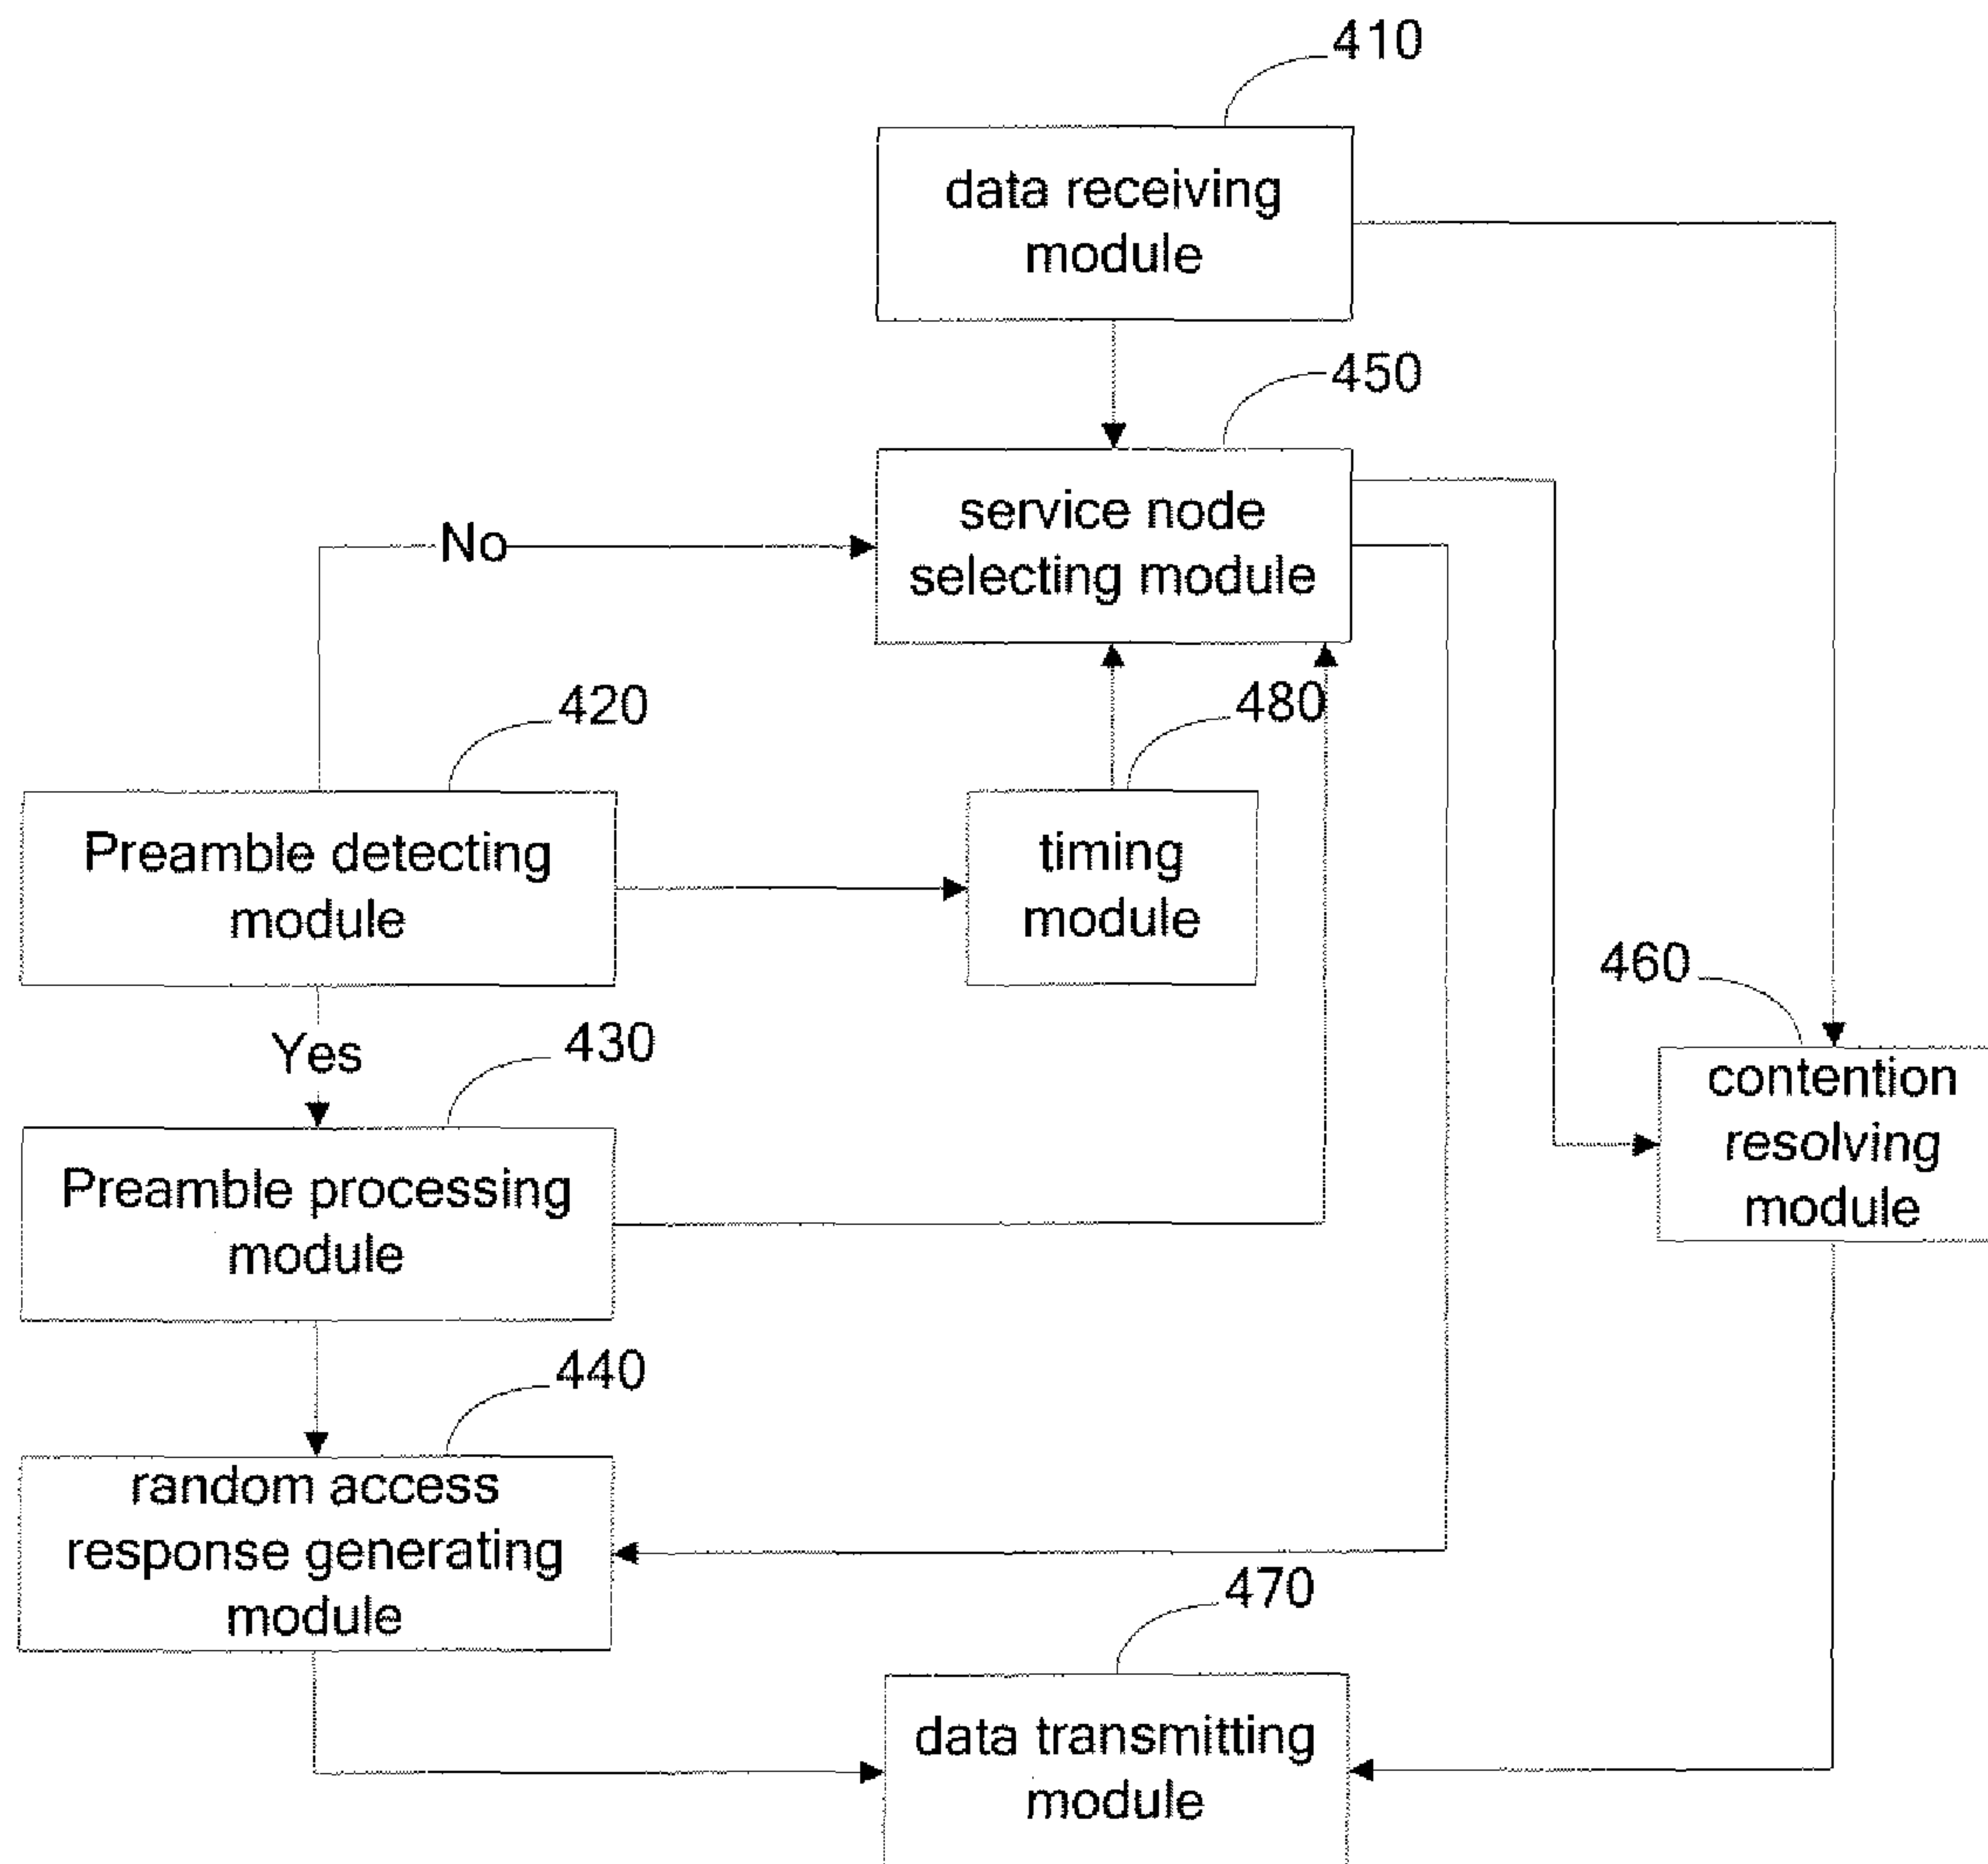 410
data receiving
module
450
service node
selecting module
No
420
480
Preamble detecting
module
timing
module
460
Yes
430
contention
resolving
module
Preamble processing
module
440
random access
response generating
module
470
data transmitting
module